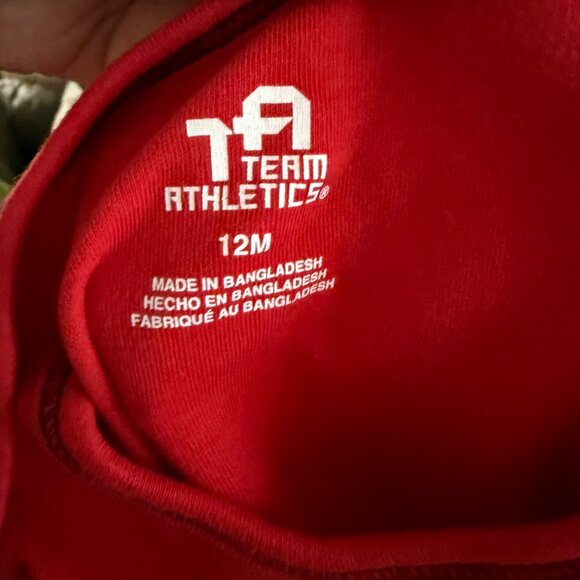 TA
TEAM
ATHLETICS®
12M
MADE IN BANGLADESH
HECHO EN BANGLADESH
FABRIQUÉ AU BANGLADESH